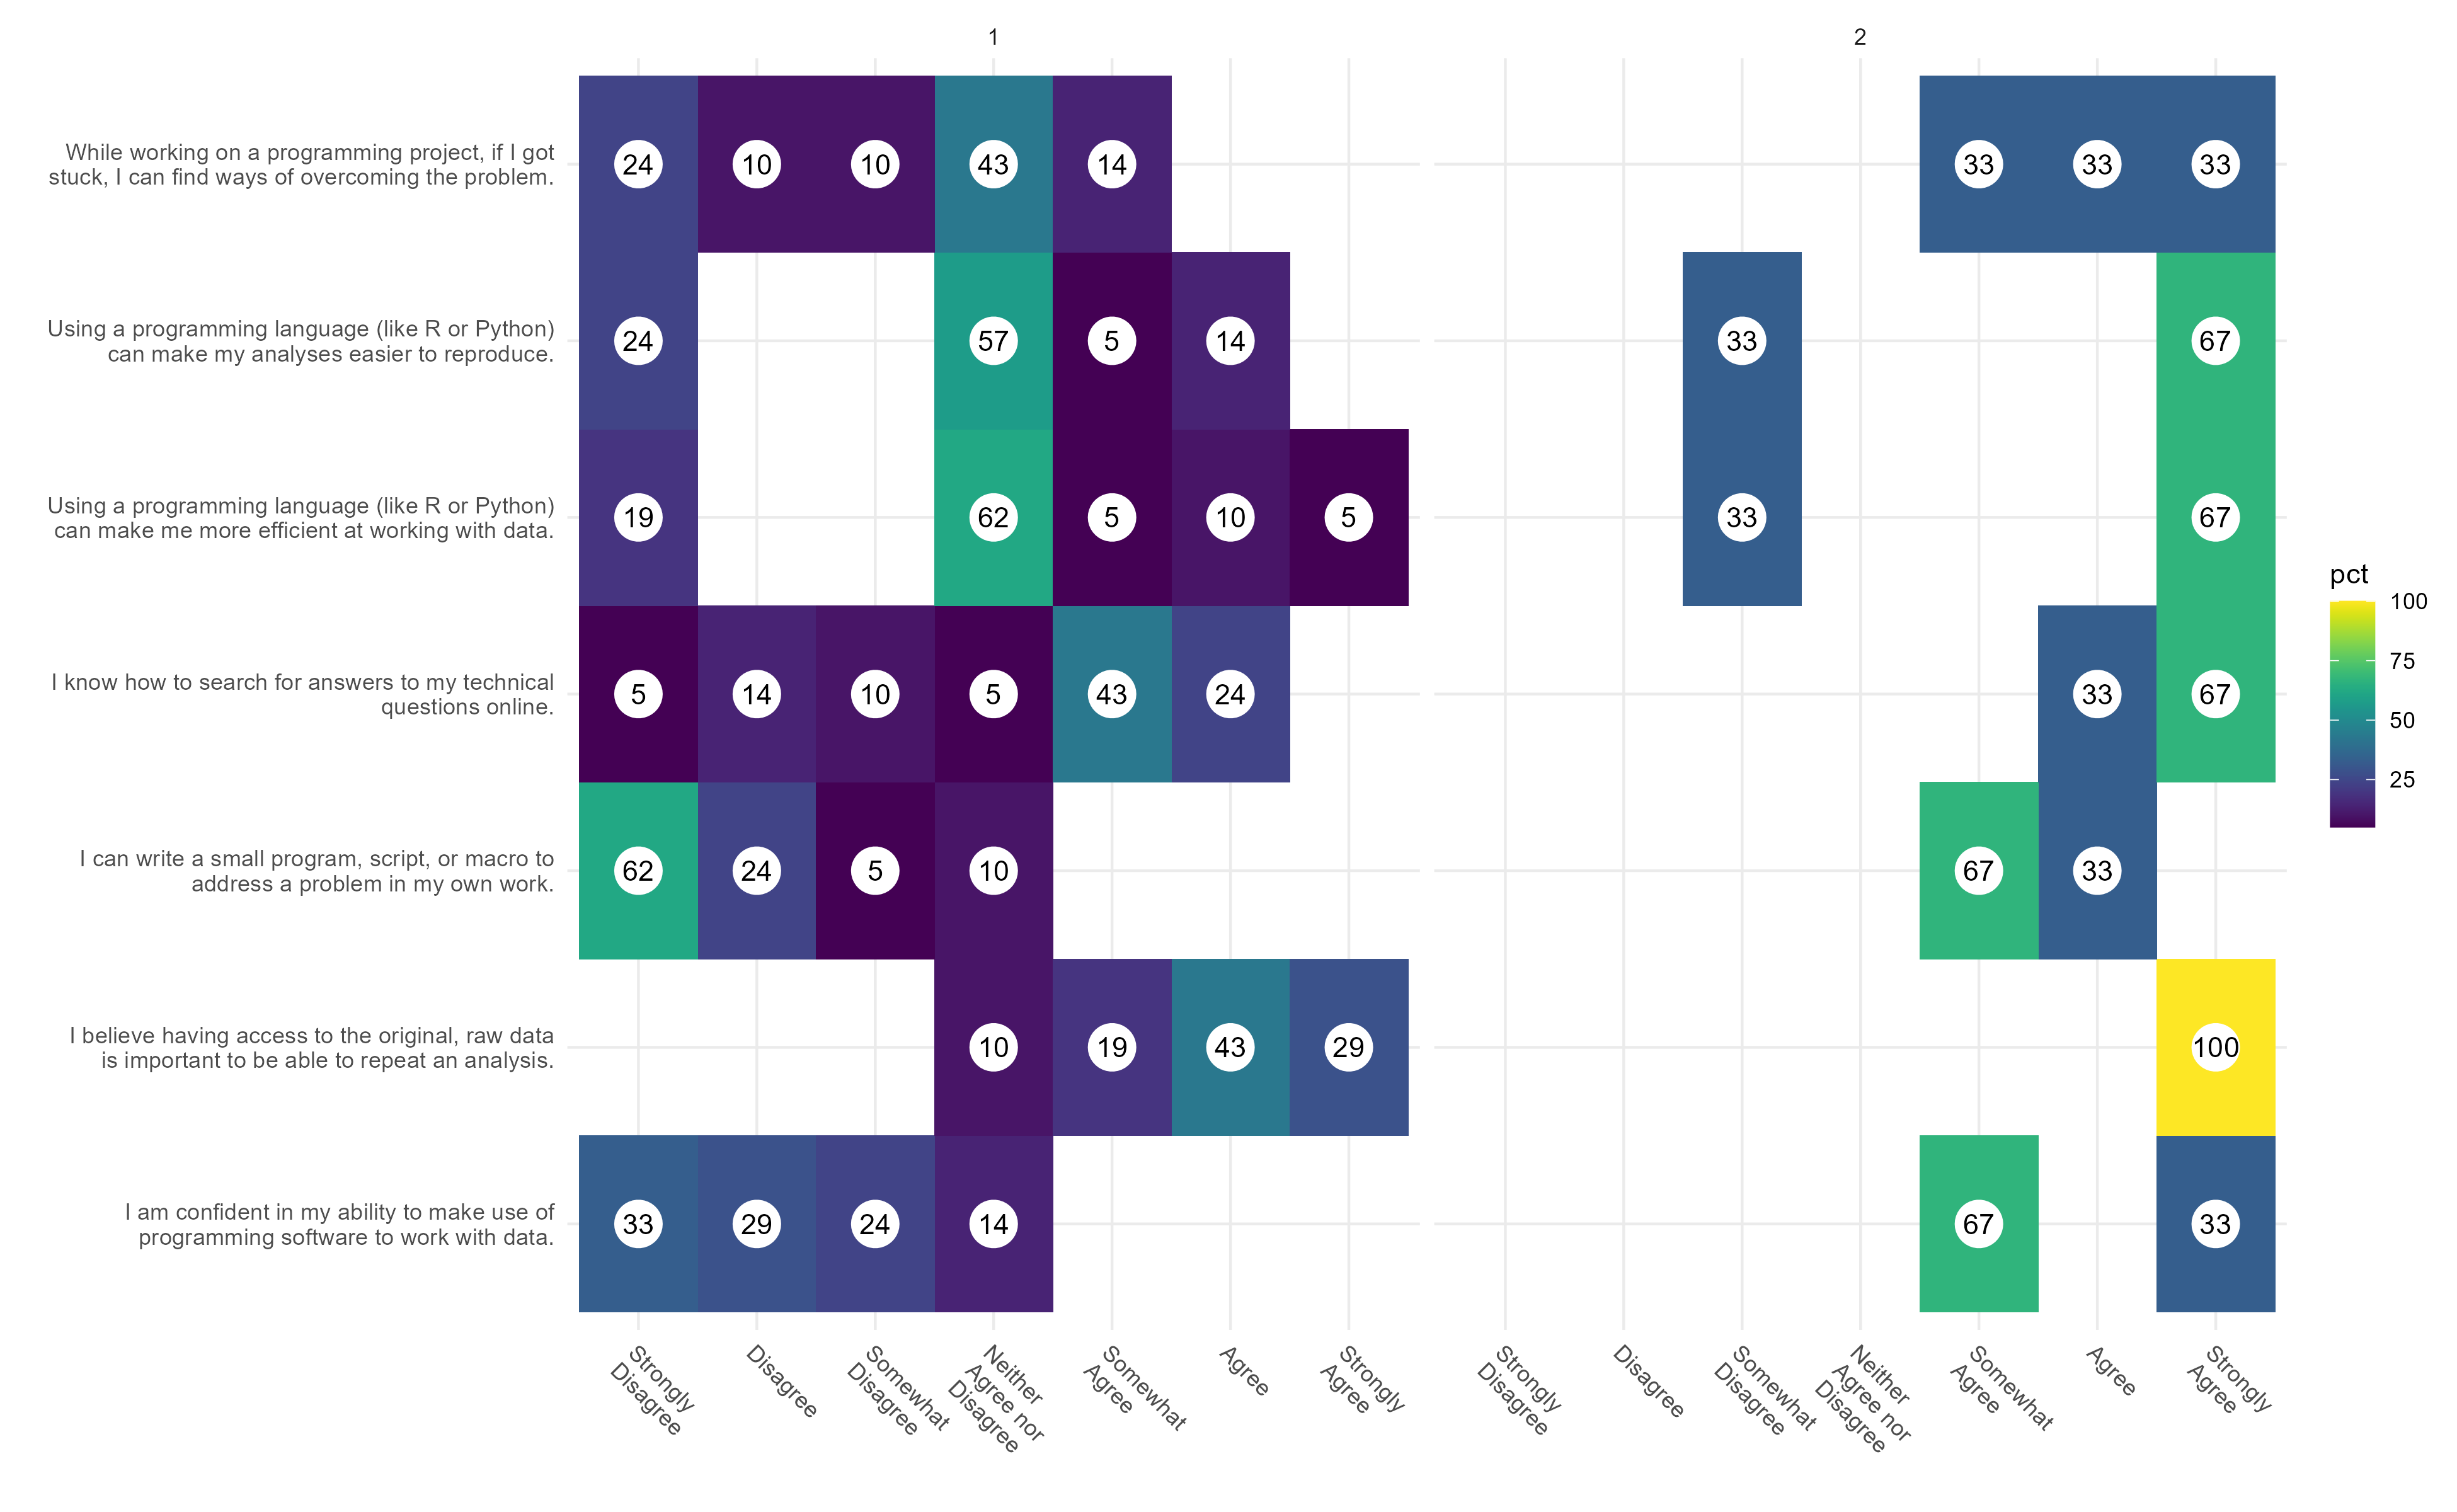 1
2
While working on a programming project, if I got
stuck, I can find ways of overcoming the problem.
24
10
10
43
14
33
33
33
Using a programming language (like R or Python)
can make my analyses easier to reproduce.
24
57
5
14
33
67
Using a programming language (like R or Python)
can make me more efficient at working with data.
19
62
5
10
5
33
67
I know how to search for answers to my technical
questions online.
5
14
10
5
43
24
33
67
I can write a small program, script, or macro to
address a problem in my own work.
62
24
5
10
67
33
I believe having access to the original, raw data
is important to be able to repeat an analysis.
10
19
43
29
100
I am confident in my ability to make use of
programming software to work with data.
33
29
24
14
67
33
Strongly
Disagree
Disagree
Somewhat
Disagree
Neither
Agree nor
Disagree
Somewhat
Agree
Agree
Strongly
Agree
Strongly
Disagree
Disagree
Somewhat
Disagree
Neither
Agree nor
Disagree
Somewhat
Agree
Agree
Strongly
Agree
pct
100
75
50
25